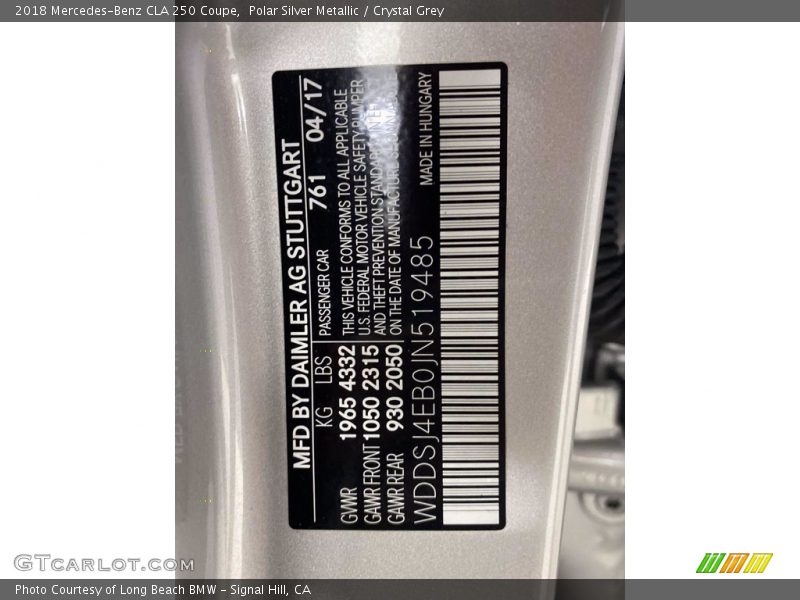 2018 Mercedes-Benz CLA 250 Coupe,  Polar Silver Metallic / Crystal Grey
MFD BY DAIMLER AG STUTTGART
KG LBS PASSENGER CAR 761 04/17
GVWR 1965 4332
GAWR FRONT 1050 2315
GAWR REAR 930 2050
THIS VEHICLE CONFORMS TO ALL APPLICABLE
U.S. FEDERAL MOTOR VEHICLE SAFETY BUMPER
AND THEFT PREVENTION STANDARDS
ON THE DATE OF MANUFACTURE
MADE IN HUNGARY
WDDSJ4EB0JN519485
GTcarlot.com
Photo Courtesy of Long Beach BMW - Signal Hill, CA